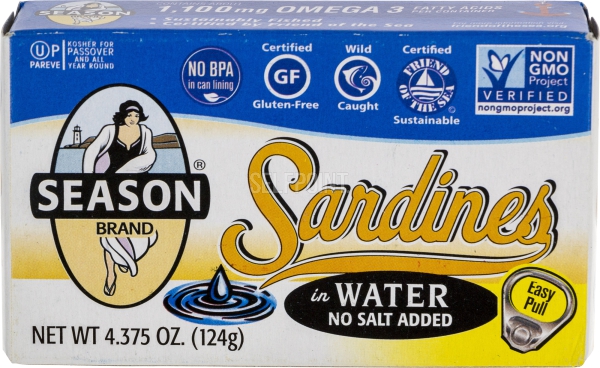 1,100mg OMEGA 3 FATTY ACIDS
• Sustainably Fished
U P
PAREVE
KOSHER FOR
PASSOVER
AND ALL
YEAR ROUND
NO BPA
in can lining
Certified
GF
Gluten-Free
Wild
Caught
Certified
FRIEND
OF THE SEA
Sustainable
NON
GMO
Project
VERIFIED
nongmoproject.org
SEASON
BRAND
®
Sardines
in WATER
NO SALT ADDED
Easy
Pull
NET WT 4.375 OZ. (124g)